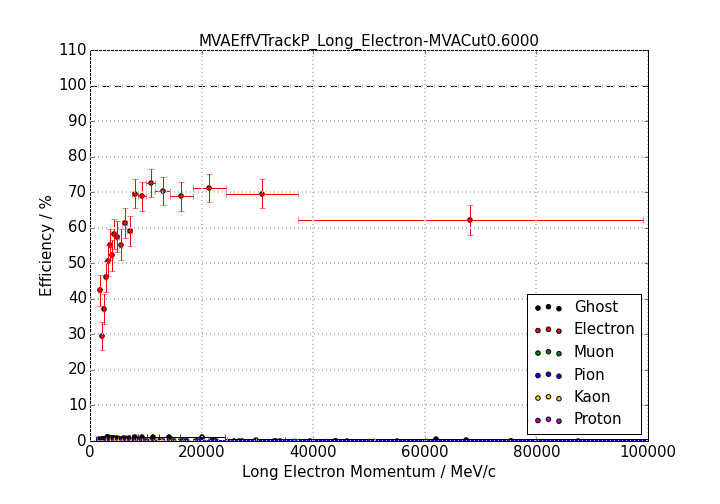 MVAEffVTrackP_Long_Electron-MVACut0.6000
110
100
90
80
70
60
50
40
30
20
10
0
Efficiency / %
Ghost
Electron
Muon
Pion
Kaon
Proton
0 20000 40000 60000 80000 100000
Long Electron Momentum / MeV/c